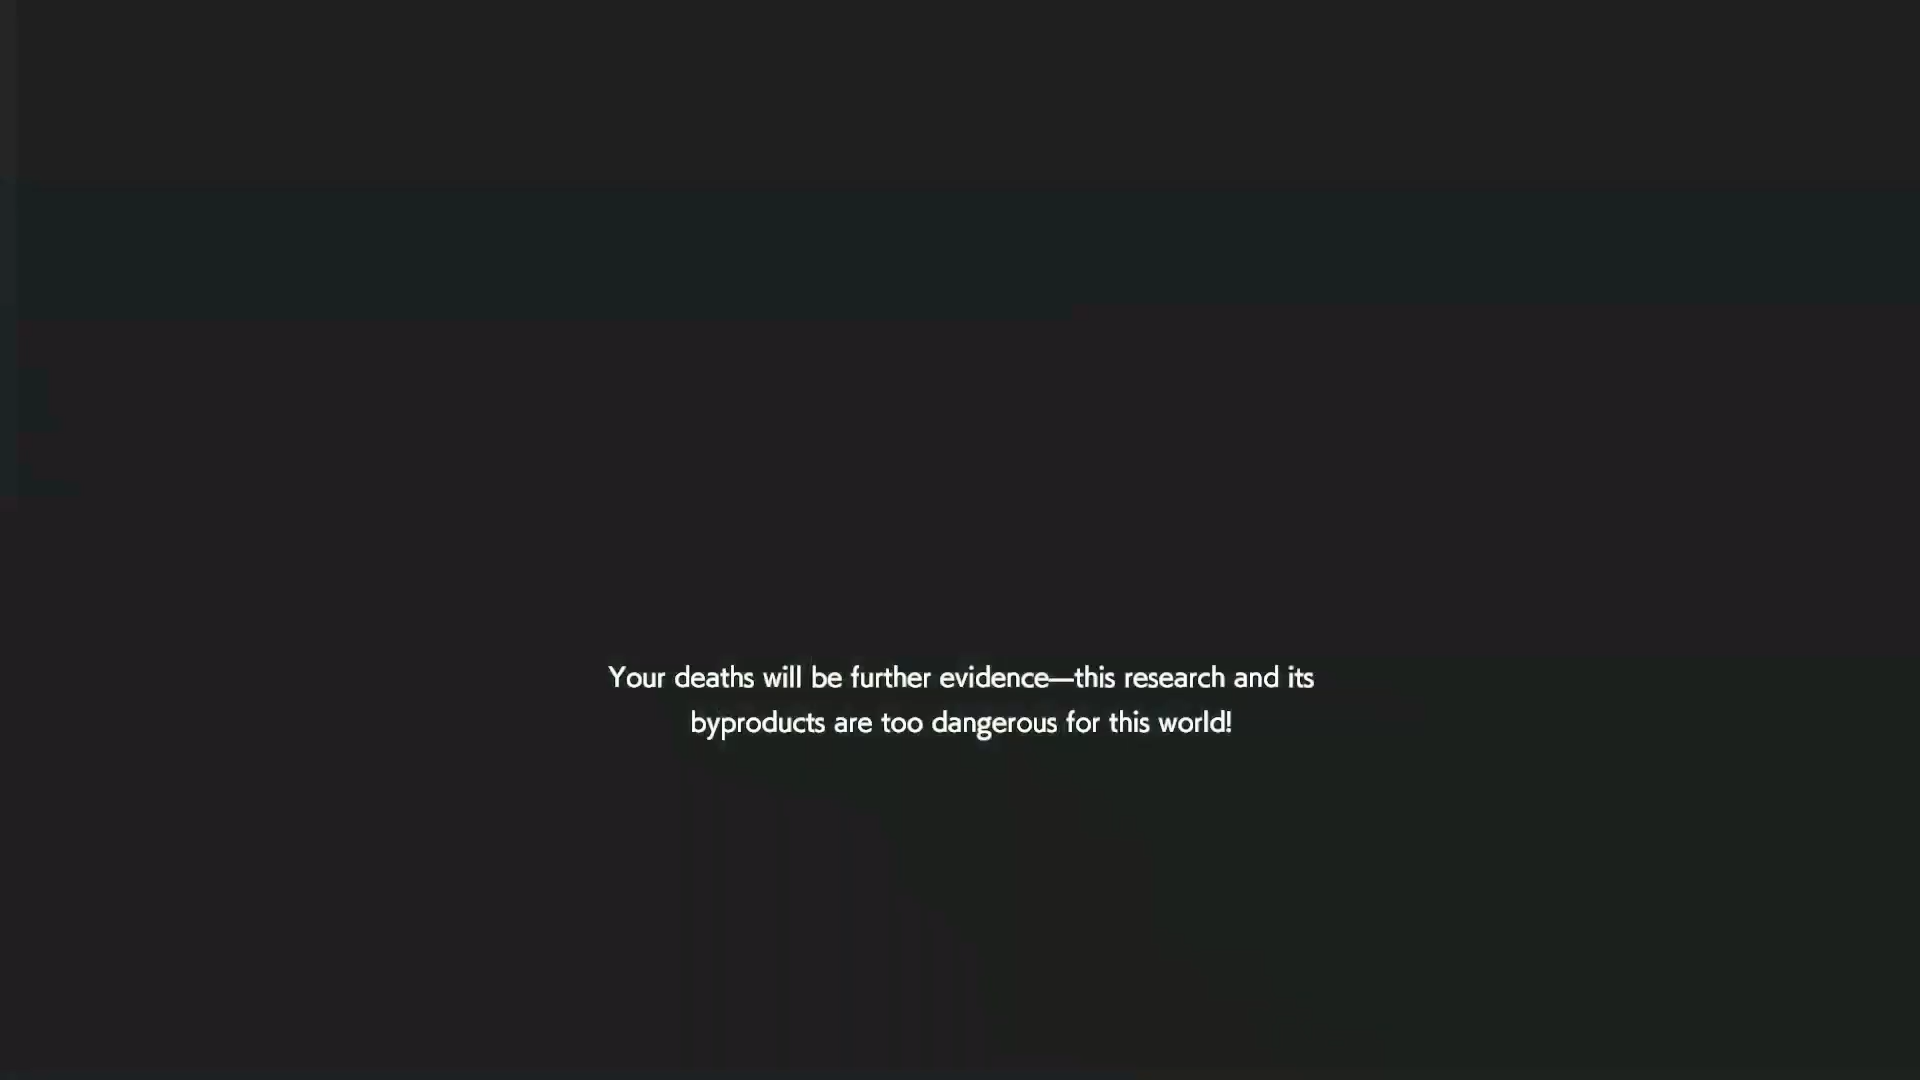 Your deaths will be further evidence—this research and its
byproducts are too dangerous for this world!